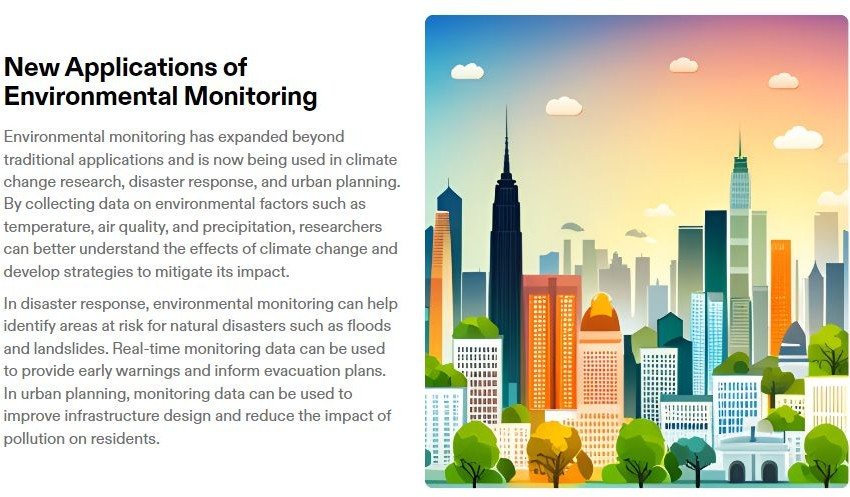 New Applications of
Environmental Monitoring
Environmental monitoring has expanded beyond
traditional applications and is now being used in climate
change research, disaster response, and urban planning.
By collecting data on environmental factors such as
temperature, air quality, and precipitation, researchers
can better understand the effects of climate change and
develop strategies to mitigate its impact.
In disaster response, environmental monitoring can help
identify areas at risk for natural disasters such as floods
and landslides. Real-time monitoring data can be used
to provide early warnings and inform evacuation plans.
In urban planning, monitoring data can be used to
improve infrastructure design and reduce the impact of
pollution on residents.